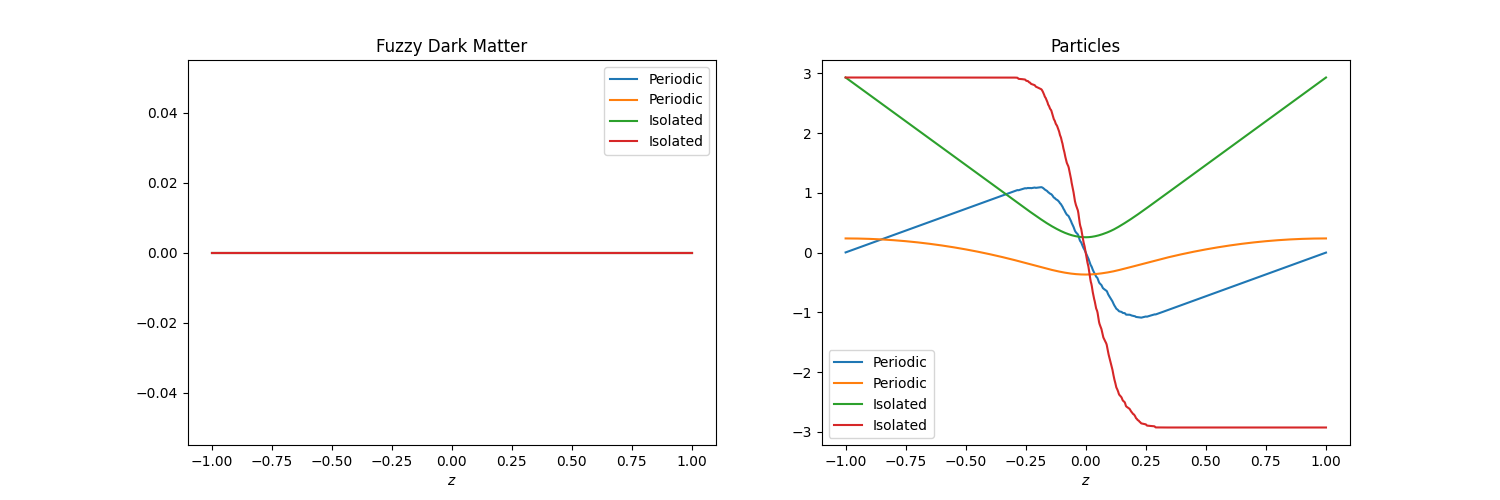 Fuzzy Dark Matter
Periodic
Periodic
Isolated
Isolated
0.04
0.02
0.00
−0.02
−0.04
−1.00 −0.75 −0.50 −0.25 0.00 0.25 0.50 0.75 1.00
z
Particles
3
2
1
0
−1
−2
−3
Periodic
Periodic
Isolated
Isolated
−1.00 −0.75 −0.50 −0.25 0.00 0.25 0.50 0.75 1.00
z